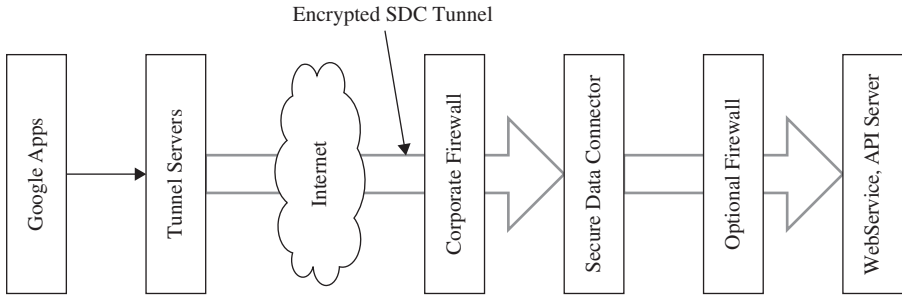 Encrypted SDC Tunnel
Google Apps
Tunnel Servers
Internet
Corporate Firewall
Secure Data Connector
Optional Firewall
WebService, API Server